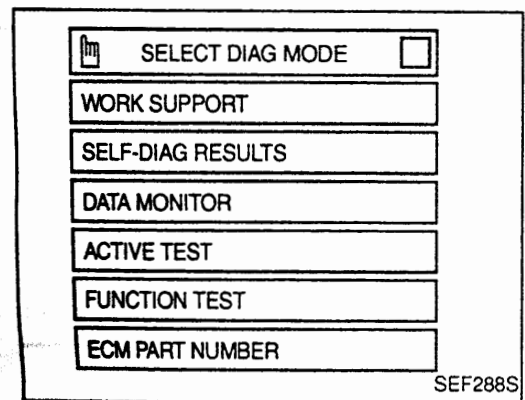 SELECT DIAG MODE
WORK SUPPORT
SELF-DIAG RESULTS
DATA MONITOR
ACTIVE TEST
FUNCTION TEST
ECM PART NUMBER
SEF288S